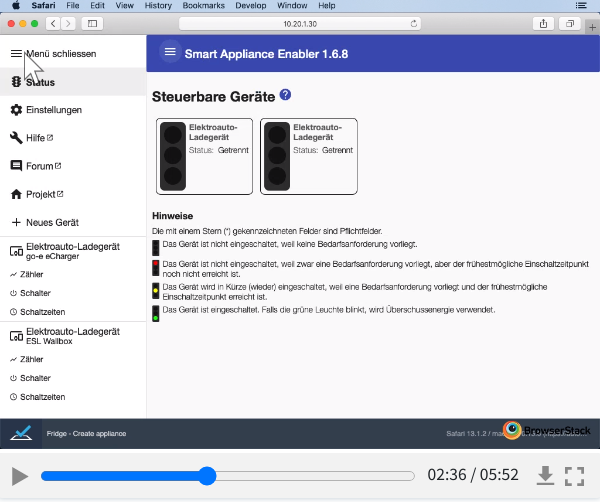 Safari File Edit View History Bookmarks Develop Window Help
10.20.1.30
Menü schliessen
Smart Appliance Enabler 1.6.8
Status
Einstellungen
Hilfe
Forum
Projekt
Neues Gerät
Elektroauto-Ladegerät
go-e eCharger
Zähler
Schalter
Schaltzeiten
Elektroauto-Ladegerät
ESL Wallbox
Zähler
Schalter
Schaltzeiten
Steuerbare Geräte ?
Elektroauto-
Ladegerät
Status: Getrennt
Elektroauto-
Ladegerät
Status: Getrennt
Hinweise
Die mit einem Stern (*) gekennzeichneten Felder sind Pflichtfelder.
Das Gerät ist nicht eingeschaltet, weil keine Bedarfsanforderung vorliegt.
Das Gerät ist nicht eingeschaltet, weil zwar eine Bedarfsanforderung vorliegt, aber der frühestmögliche Einschaltzeitpunkt
noch nicht erreicht ist.
Das Gerät wird in Kürze (wieder) eingeschaltet, weil eine Bedarfsanforderung vorliegt und der frühestmögliche
Einschaltzeitpunkt erreicht ist.
Das Gerät ist eingeschaltet. Falls die grüne Leuchte blinkt, wird Überschussenergie verwendet.
Fridge - Create appliance
Safari 13.1.2 /
BrowserStack
02:36 / 05:52